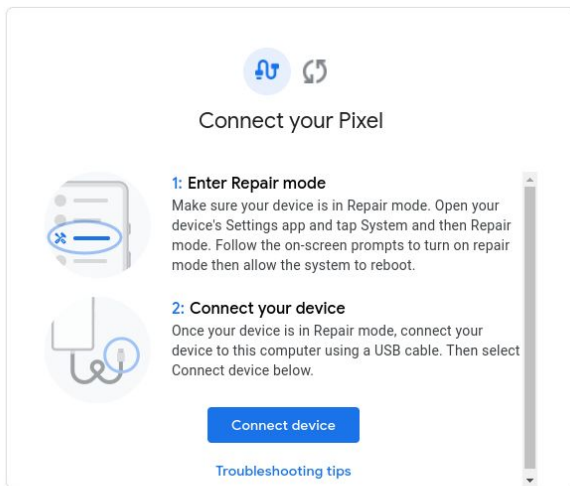 Connect your Pixel
1: Enter Repair mode
Make sure your device is in Repair mode. Open your
device's Settings app and tap System and then Repair
mode. Follow the on-screen prompts to turn on repair
mode then allow the system to reboot.
2: Connect your device
Once your device is in Repair mode, connect your
device to this computer using a USB cable. Then select
Connect device below.
Connect device
Troubleshooting tips